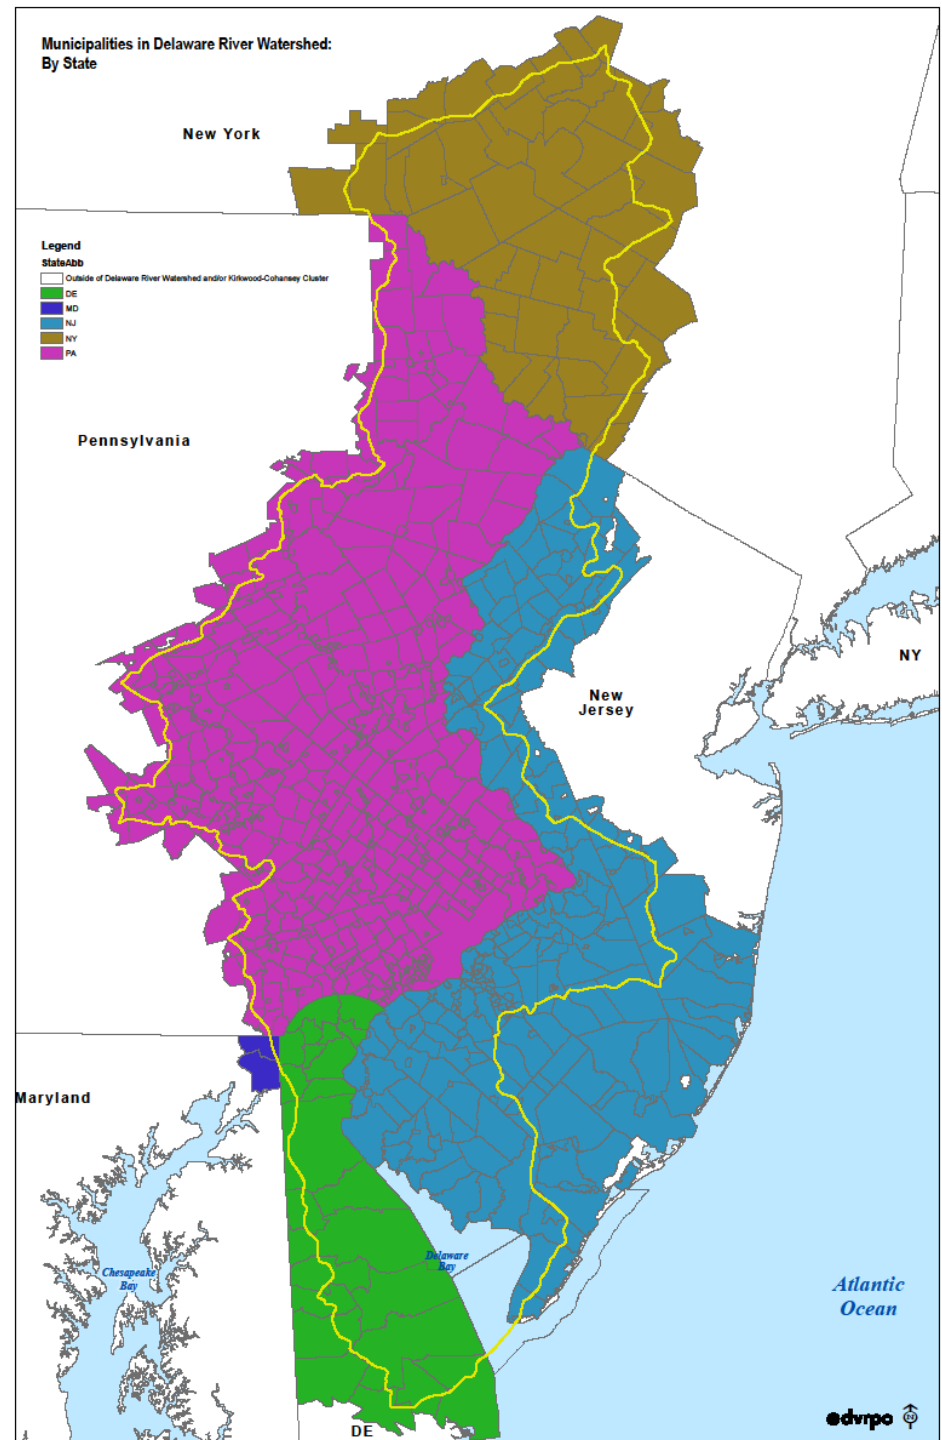 Municipalities in Delaware River Watershed:
By State
New York
Legend
StateAbb
Outside of Delaware River Watershed and/or Kirkwood-Cohansey Cluster
DE
MD
NJ
NY
PA
Pennsylvania
NY
New
Jersey
Maryland
Delaware
Bay
Chesapeake
Bay
Atlantic
Ocean
DE
dvrpc
N